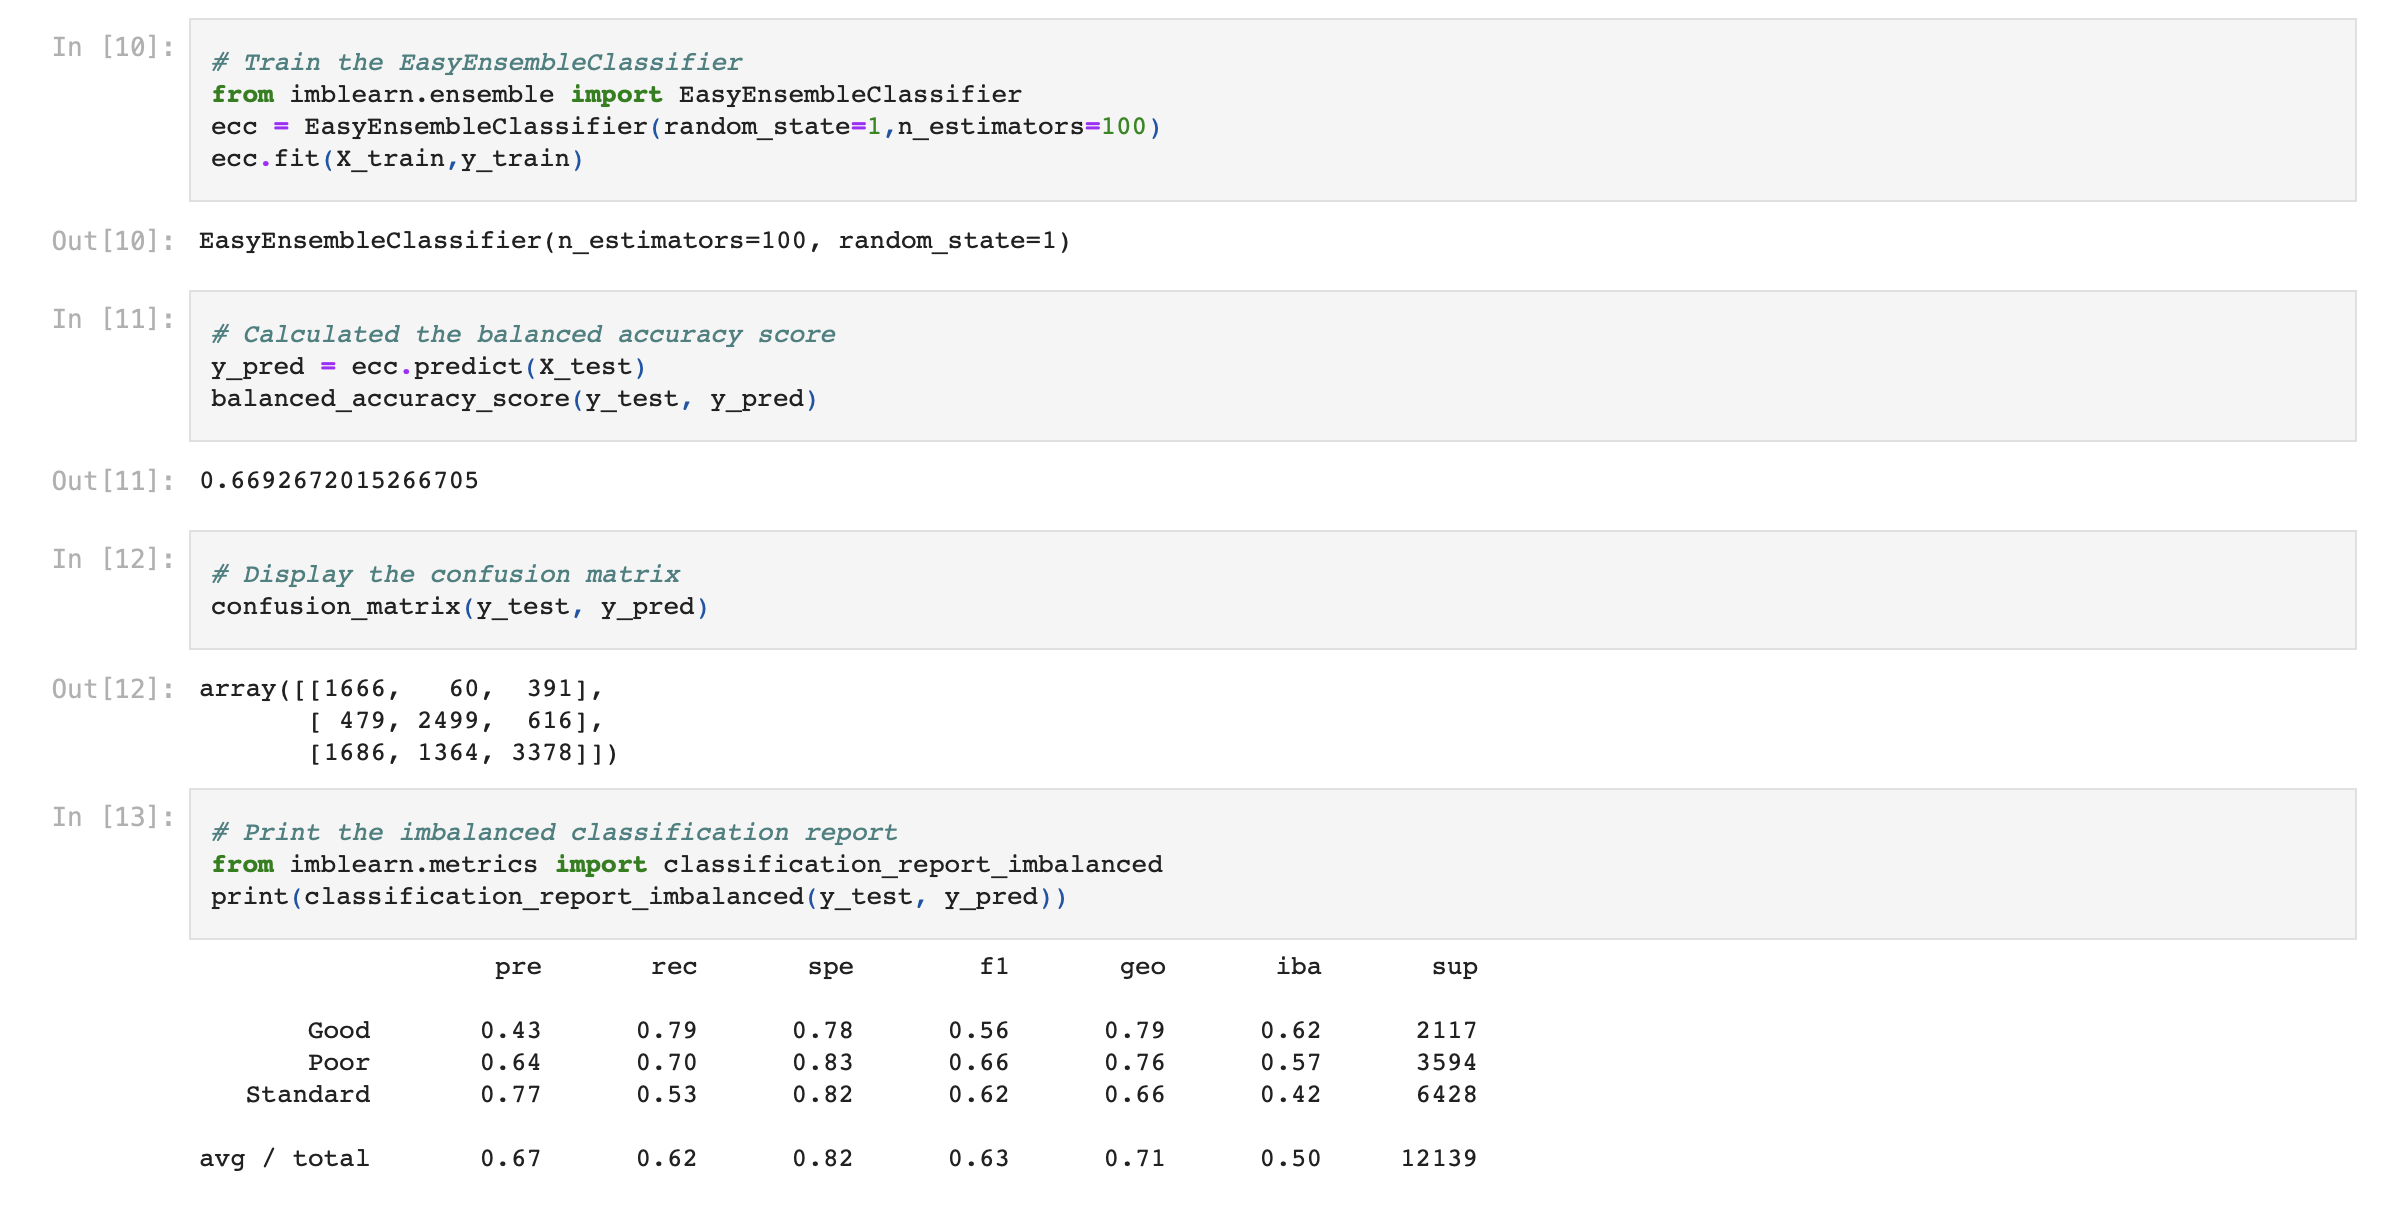 In [10]:
# Train the EasyEnsembleClassifier
from imblearn.ensemble import EasyEnsembleClassifier
ecc = EasyEnsembleClassifier(random_state=1,n_estimators=100)
ecc.fit(X_train,y_train)
Out[10]: EasyEnsembleClassifier(n_estimators=100, random_state=1)
In [11]:
# Calculated the balanced accuracy score
y_pred = ecc.predict(X_test)
balanced_accuracy_score(y_test, y_pred)
Out[11]: 0.6692672015266705
In [12]:
# Display the confusion matrix
confusion_matrix(y_test, y_pred)
Out[12]: array([[1666,   60,  391],
       [ 479, 2499,  616],
       [1686, 1364, 3378]])
In [13]:
# Print the imbalanced classification report
from imblearn.metrics import classification_report_imbalanced
print(classification_report_imbalanced(y_test, y_pred))
pre rec spe f1 geo iba sup
Good 0.43 0.79 0.78 0.56 0.79 0.62 2117
Poor 0.64 0.70 0.83 0.66 0.76 0.57 3594
Standard 0.77 0.53 0.82 0.62 0.66 0.42 6428
avg / total 0.67 0.62 0.82 0.63 0.71 0.50 12139